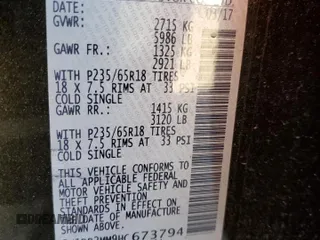 DATE: 03/17
GVWR: 2715 KG
5986 LB
GAWR FR.: 1325 KG
2921 LB
WITH P235/65R18 TIRES
18 X 7.5 RIMS AT 33 PSI
COLD SINGLE
GAWR RR.: 1415 KG
3120 LB
WITH P235/65R18 TIRES
18 X 7.5 RIMS AT 33 PSI
COLD SINGLE
THIS VEHICLE CONFORMS TO
ALL APPLICABLE FEDERAL
MOTOR VEHICLE SAFETY
STANDARDS IN EFFECT ON
THE DATE OF MANUFACTURE
673794